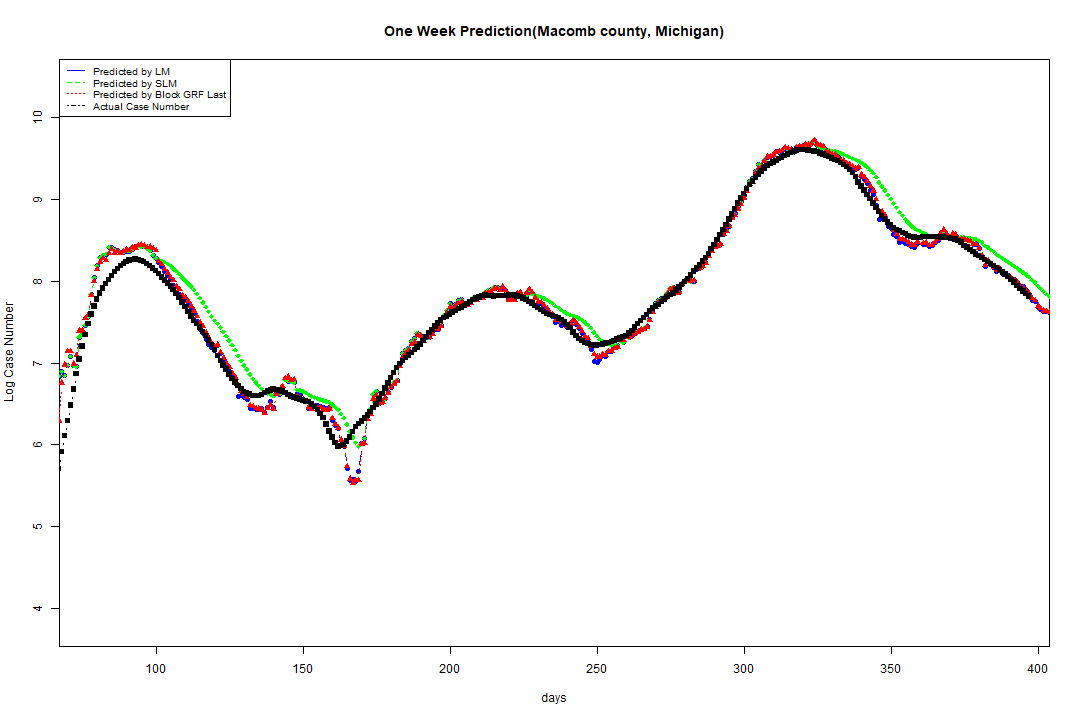 One Week Prediction(Macomb county, Michigan)
Predicted by LM
Predicted by SLM
Predicted by Block GRF Last
Actual Case Number
Log Case Number
10
9
8
7
6
5
4
100 150 200 250 300 350 400
days